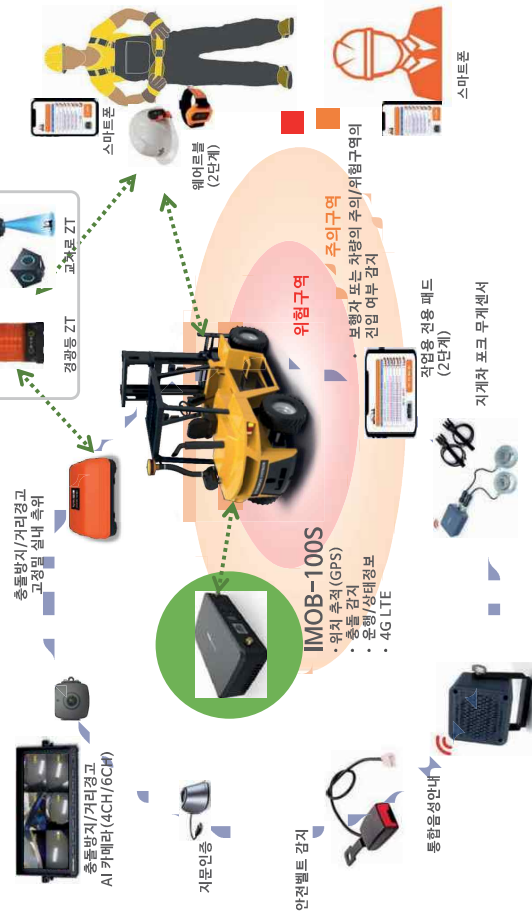 충돌방지/거리경고
AI 카메라(4CH/6CH)
충돌방지/거리경고
고정밀 실내 측위
경광등 ZT
교차로 ZT
스마트폰
웨어르블
(2단계)
지문인증
IMOB-100S
• 위치 추적(GPS)
• 충돌 감지
• 운행/상태정보
• 4G LTE
위험구역
주의구역
• 보행자 또는 차량의 주의/위험구역의
진입 여부 감지
스마트폰
안전벨트 감지
통합음성안내
작업용 전용 패드
(2단계)
지게차 포크 무게센서